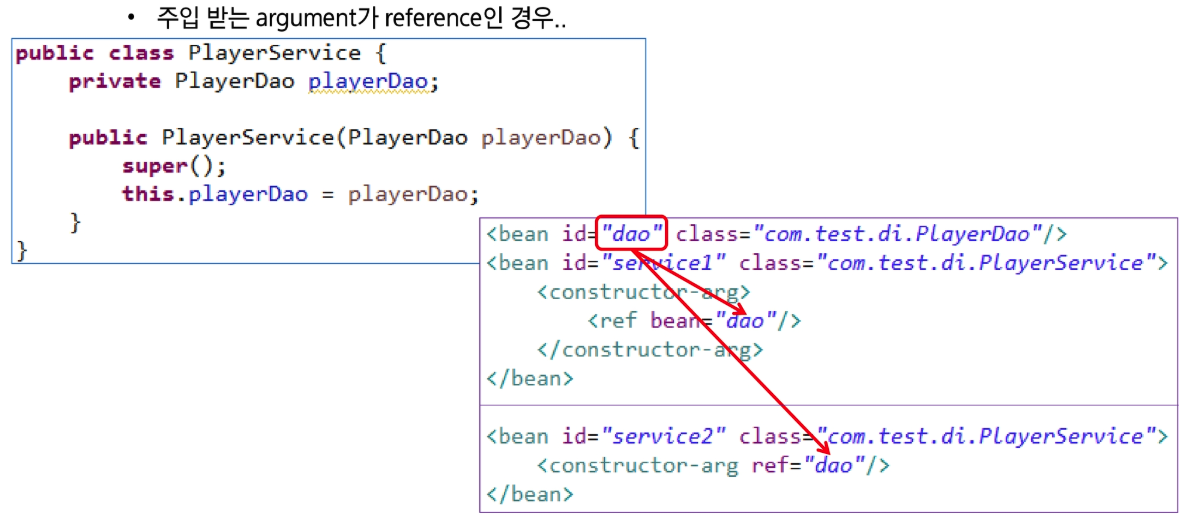 • 주입 받는 argument가 reference인 경우..
public class PlayerService {
    private PlayerDao playerDao;

    public PlayerService(PlayerDao playerDao) {
        super();
        this.playerDao = playerDao;
    }
}
<bean id="dao" class="com.test.di.PlayerDao"/>
<bean id="service1" class="com.test.di.PlayerService">
    <constructor-arg>
        <ref bean="dao"/>
    </constructor-arg>
</bean>
<bean id="service2" class="com.test.di.PlayerService">
    <constructor-arg ref="dao"/>
</bean>